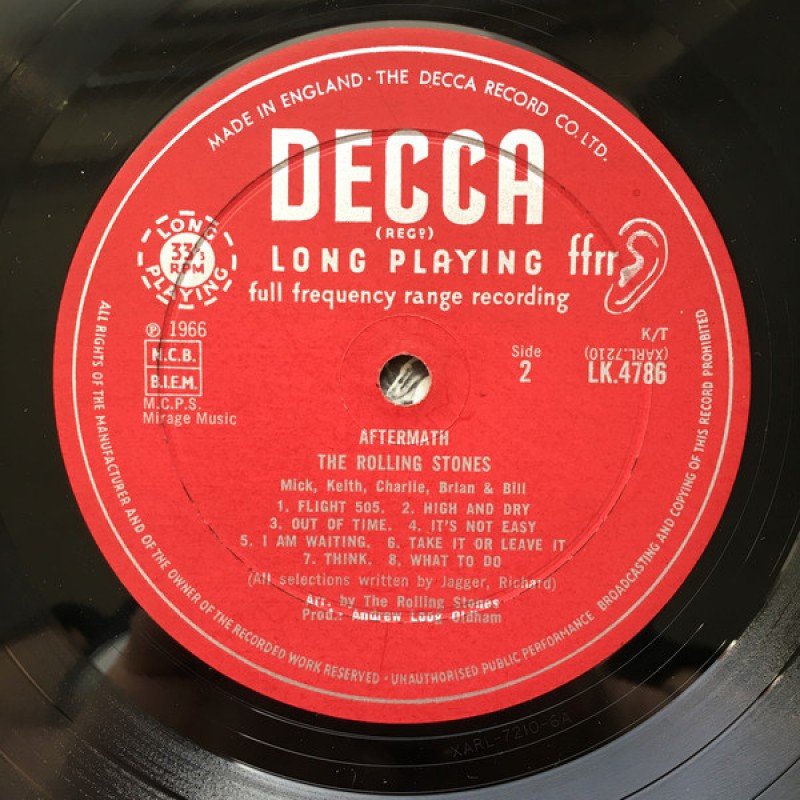 MADE IN ENGLAND · THE DECCA RECORD CO. LTD.
DECCA
(REGD)
LONG PLAYING
ffrr
full frequency range recording
LONG
33⅓
RPM
PLAYING
℗ 1966
N.C.B.
B.I.E.M.
M.C.P.S.
Mirage Music
Side
2
K/T
(XARL.7210)
LK.4786
AFTERMATH
THE ROLLING STONES
Mick, Keith, Charlie, Brian & Bill
1. FLIGHT 505. 2. HIGH AND DRY
3. OUT OF TIME. 4. IT'S NOT EASY
5. I AM WAITING. 6. TAKE IT OR LEAVE IT
7. THINK. 8. WHAT TO DO
(All selections written by Jagger, Richard)
Arr. by The Rolling Stones
Prod.: Andrew Loog Oldham
ALL RIGHTS OF THE MANUFACTURER AND OF THE OWNER OF THE RECORDED WORK RESERVED · UNAUTHORISED PUBLIC PERFORMANCE BROADCASTING AND COPYING OF THIS RECORD PROHIBITED
XARL-7210-6A